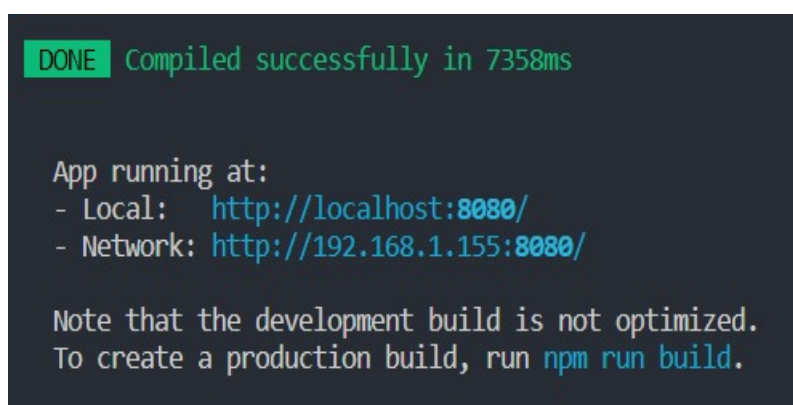 DONE Compiled successfully in 7358ms
App running at:
- Local: http://localhost:8080/
- Network: http://192.168.1.155:8080/
Note that the development build is not optimized.
To create a production build, run npm run build.